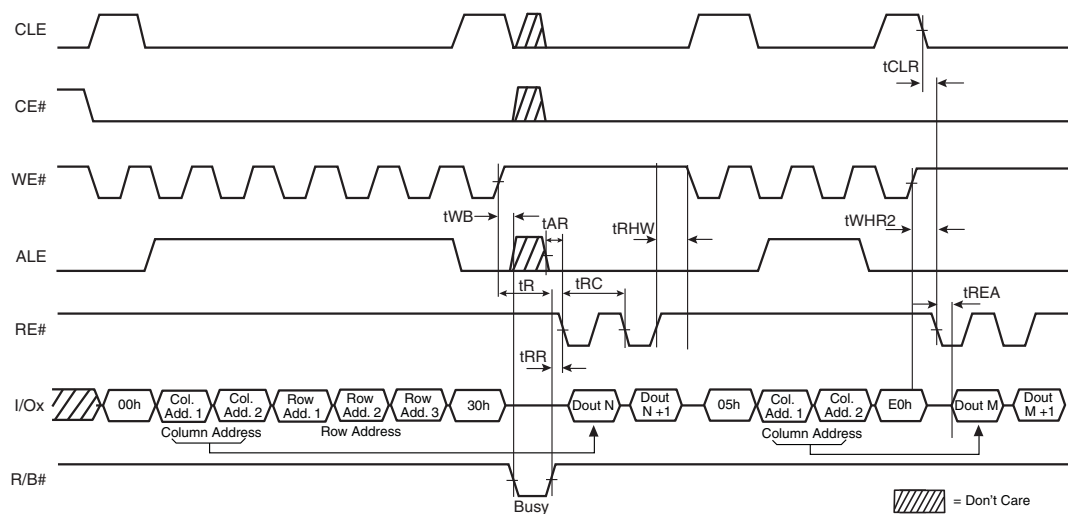 CLE
tCLR
CE#
WE#
tWB
tAR
tRHW
tWHR2
ALE
tR
tRC
tREA
RE#
tRR
I/Ox
00h
Col.
Add. 1
Col.
Add. 2
Row
Add. 1
Row
Add. 2
Row
Add. 3
30h
Dout N
Dout
N +1
05h
Col.
Add. 1
Col.
Add. 2
E0h
Dout M
Dout
M +1
Column Address
Row Address
Column Address
R/B#
Busy
= Don't Care